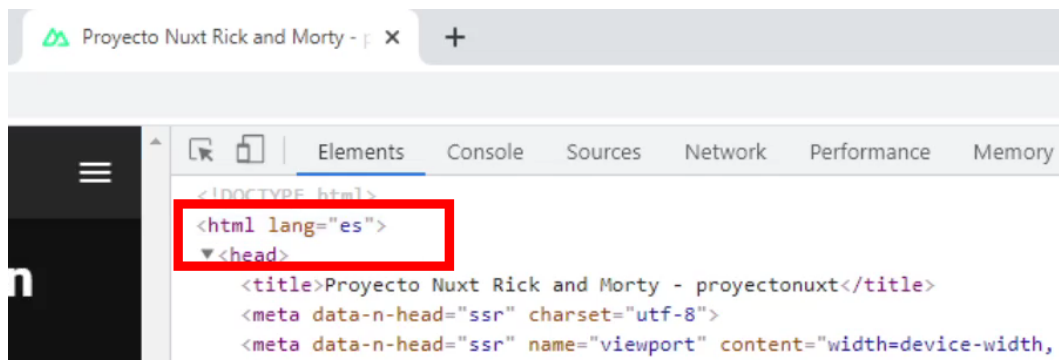 Proyecto Nuxt Rick and Morty - p
Elements Console Sources Network Performance Memory
<!DOCTYPE html>
<html lang="es">
▼<head>
n
<title>Proyecto Nuxt Rick and Morty - proyectonuxt</title>
<meta data-n-head="ssr" charset="utf-8">
<meta data-n-head="ssr" name="viewport" content="width=device-width,